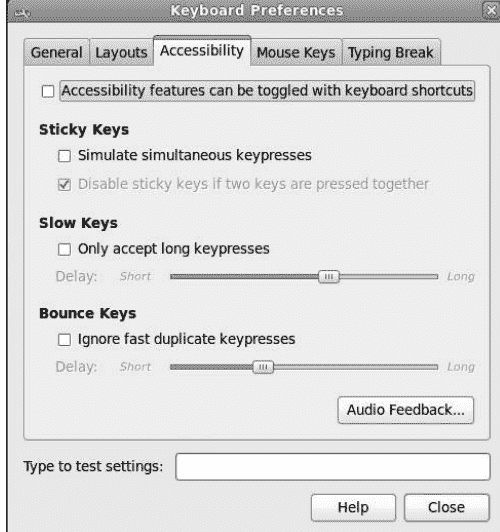 Keyboard Preferences
General Layouts Accessibility Mouse Keys Typing Break
Accessibility features can be toggled with keyboard shortcuts
Sticky Keys
Simulate simultaneous keypresses
Disable sticky keys if two keys are pressed together
Slow Keys
Only accept long keypresses
Delay: Short Long
Bounce Keys
Ignore fast duplicate keypresses
Delay: Short Long
Audio Feedback...
Type to test settings:
Help Close